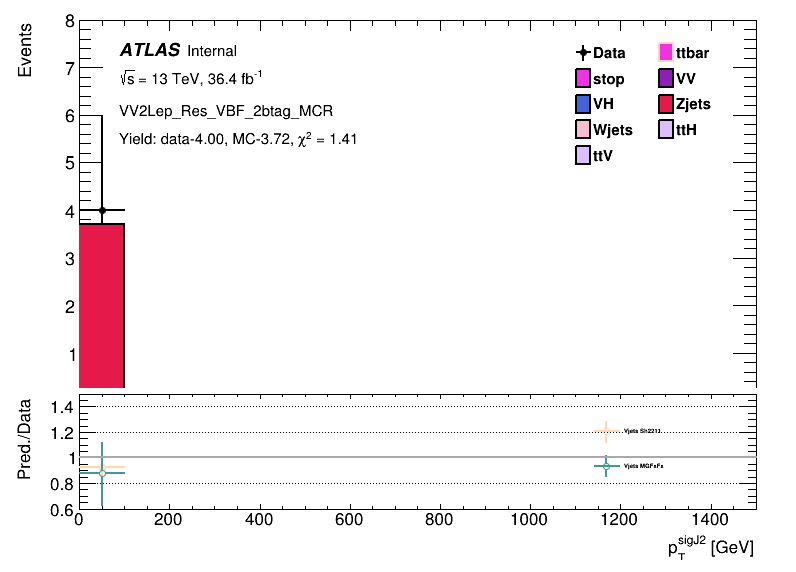 Events
8
7
6
5
4
3
2
1
ATLAS Internal
√s = 13 TeV, 36.4 fb⁻¹
VV2Lep_Res_VBF_2btag_MCR
Yield: data-4.00, MC-3.72, χ² = 1.41
Data
ttbar
stop
VV
VH
Zjets
Wjets
ttH
ttV
Pred./Data
1.4
1.2
1
0.8
0.6
Vjets Sh2211
Vjets MGFxFx
0 200 400 600 800 1000 1200 1400
p_T^sigJ2 [GeV]